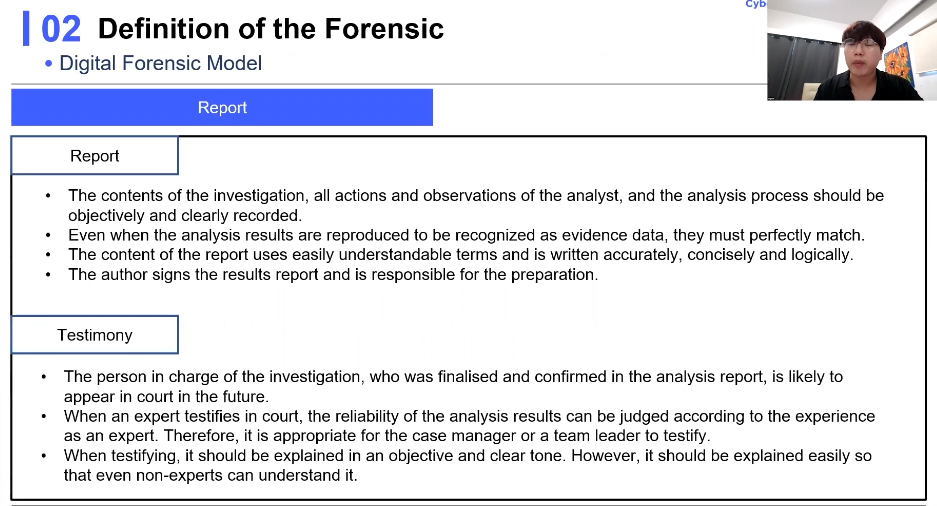 Cyb
02 Definition of the Forensic
• Digital Forensic Model
Report
Report
• The contents of the investigation, all actions and observations of the analyst, and the analysis process should be
objectively and clearly recorded.
• Even when the analysis results are reproduced to be recognized as evidence data, they must perfectly match.
• The content of the report uses easily understandable terms and is written accurately, concisely and logically.
• The author signs the results report and is responsible for the preparation.
Testimony
• The person in charge of the investigation, who was finalised and confirmed in the analysis report, is likely to
appear in court in the future.
• When an expert testifies in court, the reliability of the analysis results can be judged according to the experience
as an expert. Therefore, it is appropriate for the case manager or a team leader to testify.
• When testifying, it should be explained in an objective and clear tone. However, it should be explained easily so
that even non-experts can understand it.